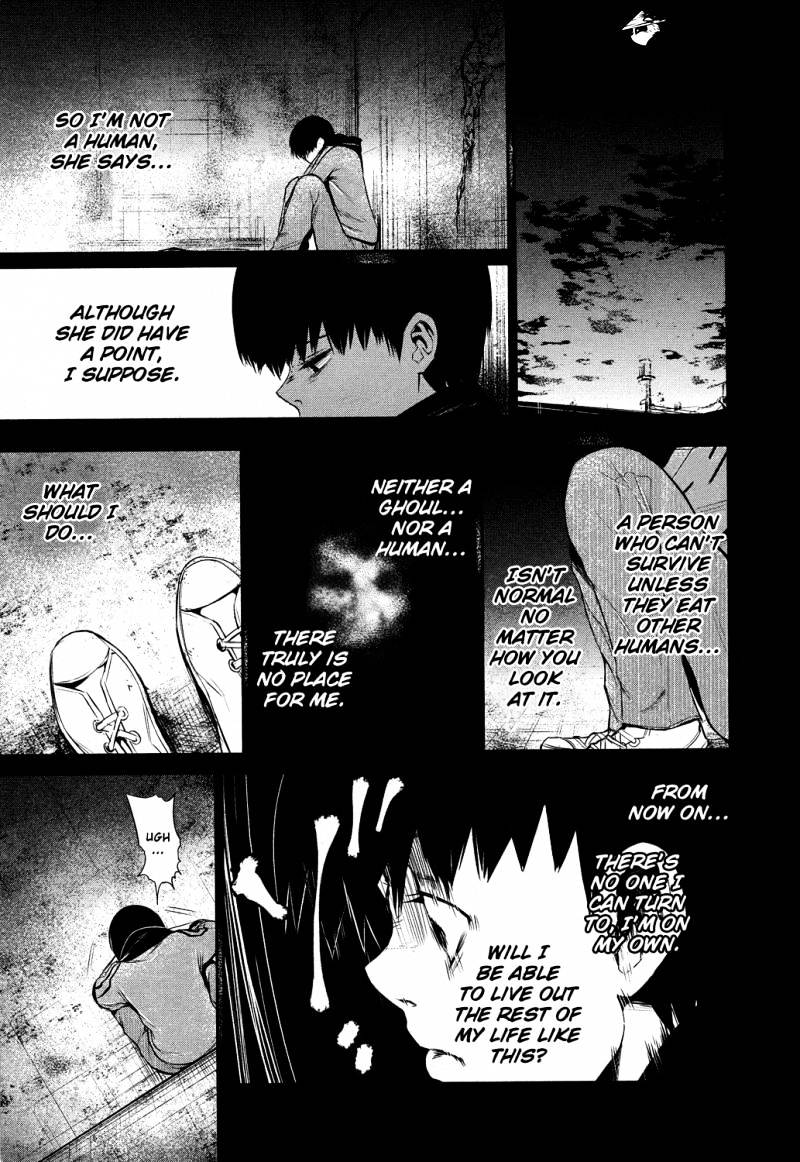 SO I'M NOT
A HUMAN,
SHE SAYS...
ALTHOUGH
SHE DID HAVE
A POINT,
I SUPPOSE.
A PERSON
WHO CAN'T
SURVIVE
UNLESS
THEY EAT
OTHER
HUMANS...
ISN'T
NORMAL
NO
MATTER
HOW YOU
LOOK
AT IT.
NEITHER A
GHOUL...
NOR A
HUMAN...
THERE
TRULY IS
NO PLACE
FOR ME.
WHAT
SHOULD I
DO...
FROM
NOW ON...
THERE'S
NO ONE I
CAN TURN
TO, I'M ON
MY OWN.
WILL I
BE ABLE
TO LIVE OUT
THE REST OF
MY LIFE LIKE
THIS?
UGH
...